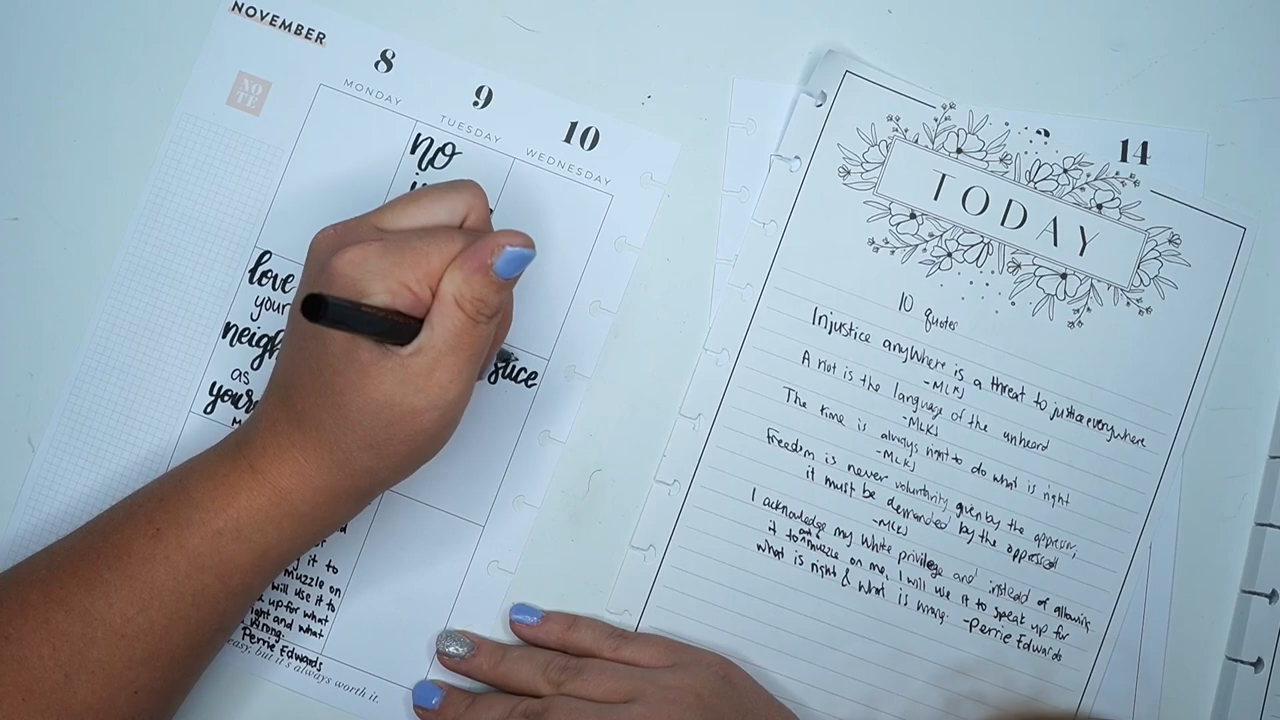 NOVEMBER
8
MONDAY
9
TUESDAY
10
WEDNESDAY
NO
TE
no
love
your
neigh
as
yourse
stice
it to
muzzle on
will use it to
up for what
ight and what
wrong.
Perrie Edwards
easy, but it's always worth it.
14
TODAY
10 quotes
Injustice anywhere is a threat to justice everywhere
-MLKJ
A riot is the language of the unheard
-MLKJ
The time is always right to do what is right
-MLKJ
Freedom is never voluntarily given by the oppressor,
it must be demanded by the oppressed
-MLKJ
I acknowledge my white privilege and instead of allowing
it to put a muzzle on me, I will use it to speak up for
what is right & what is wrong. -Perrie Edwards